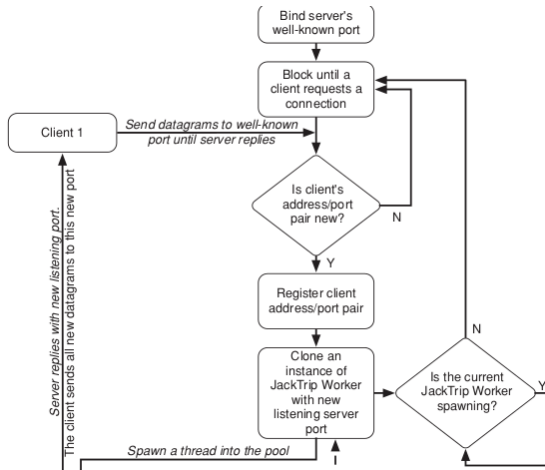 Bind server's
well-known port
Block until a
client requests a
connection
Client 1
Send datagrams to well-known
port until server replies
Is client's
address/port
pair new?
N
Y
Register client
address/port pair
Server replies with new listening port.
The client sends all new datagrams to this new port
Clone an
instance of
JackTrip Worker
with new
listening server
port
N
Is the current
JackTrip Worker
spawning?
Y
Spawn a thread into the pool